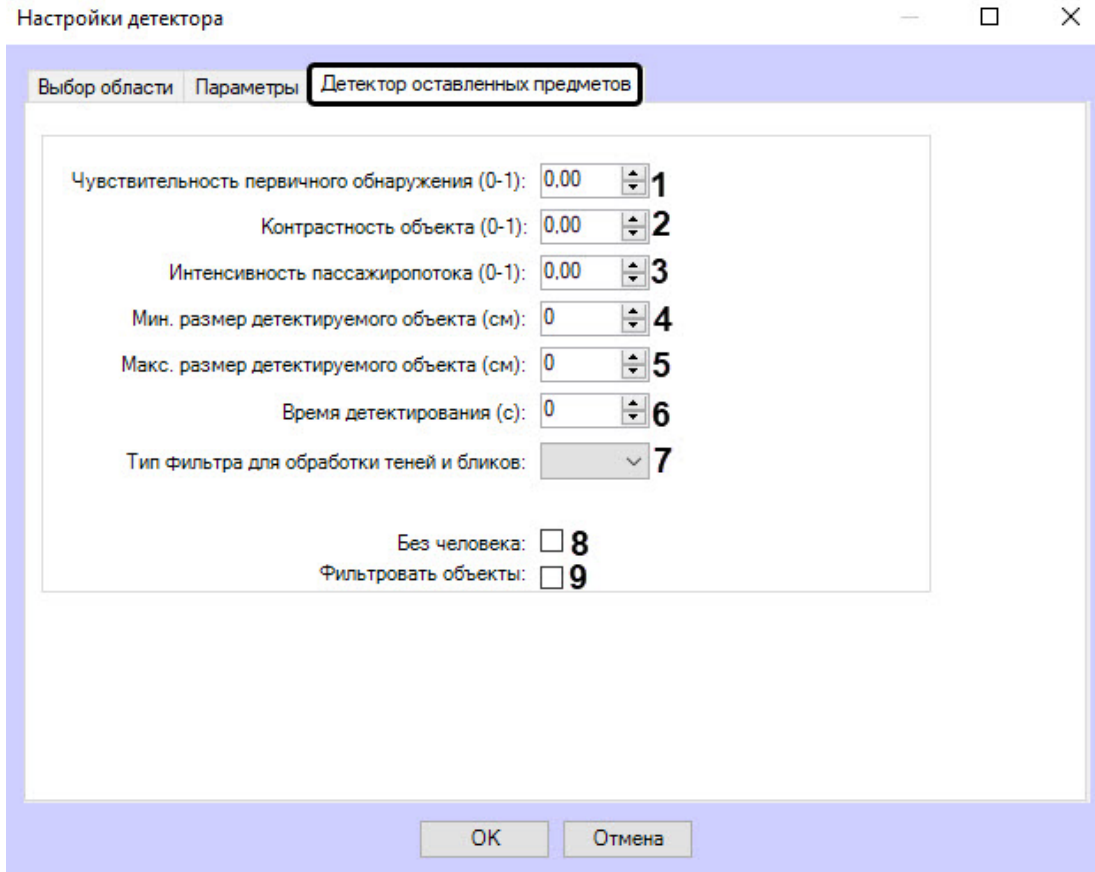 Настройки детектора
Выбор области Параметры Детектор оставленных предметов
Чувствительность первичного обнаружения (0-1): 0,00 1
Контрастность объекта (0-1): 0,00 2
Интенсивность пассажиропотока (0-1): 0,00 3
Мин. размер детектируемого объекта (см): 0 4
Макс. размер детектируемого объекта (см): 0 5
Время детектирования (с): 0 6
Тип фильтра для обработки теней и бликов: 7
Без человека: 8
Фильтровать объекты: 9
OK Отмена